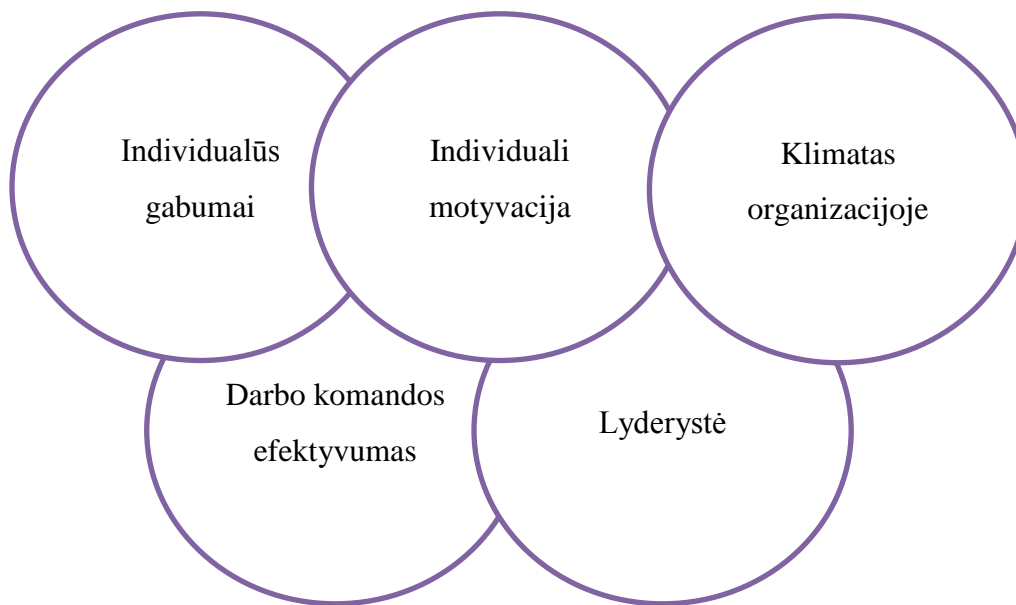 Individualūs
gabumai
Individuali
motyvacija
Klimatas
organizacijoje
Darbo komandos
efektyvumas
Lyderystė